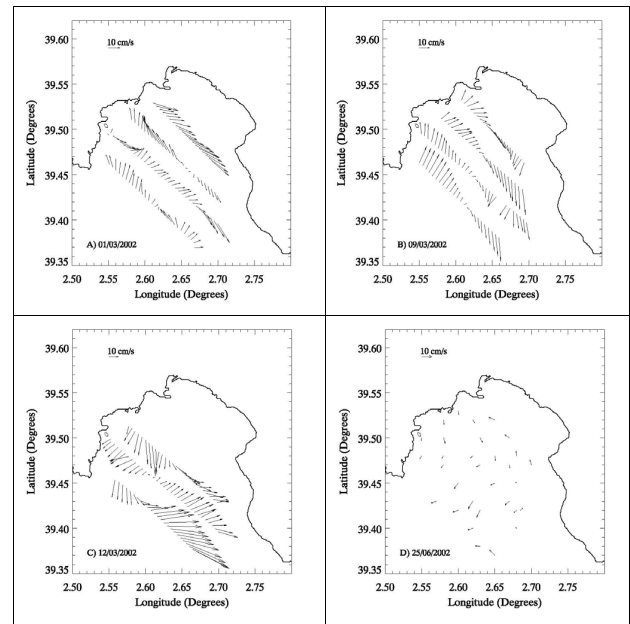 39.60
10 cm/s
39.55
39.50
39.45
39.40
A) 01/03/2002
39.35
2.50 2.55 2.60 2.65 2.70 2.75
Longitude (Degrees)
Latitude (Degrees)
39.60
10 cm/s
39.55
39.50
39.45
39.40
B) 09/03/2002
39.35
2.50 2.55 2.60 2.65 2.70 2.75
Longitude (Degrees)
Latitude (Degrees)
39.60
10 cm/s
39.55
39.50
39.45
39.40
C) 12/03/2002
39.35
2.50 2.55 2.60 2.65 2.70 2.75
Longitude (Degrees)
Latitude (Degrees)
39.60
10 cm/s
39.55
39.50
39.45
39.40
D) 25/06/2002
39.35
2.50 2.55 2.60 2.65 2.70 2.75
Longitude (Degrees)
Latitude (Degrees)